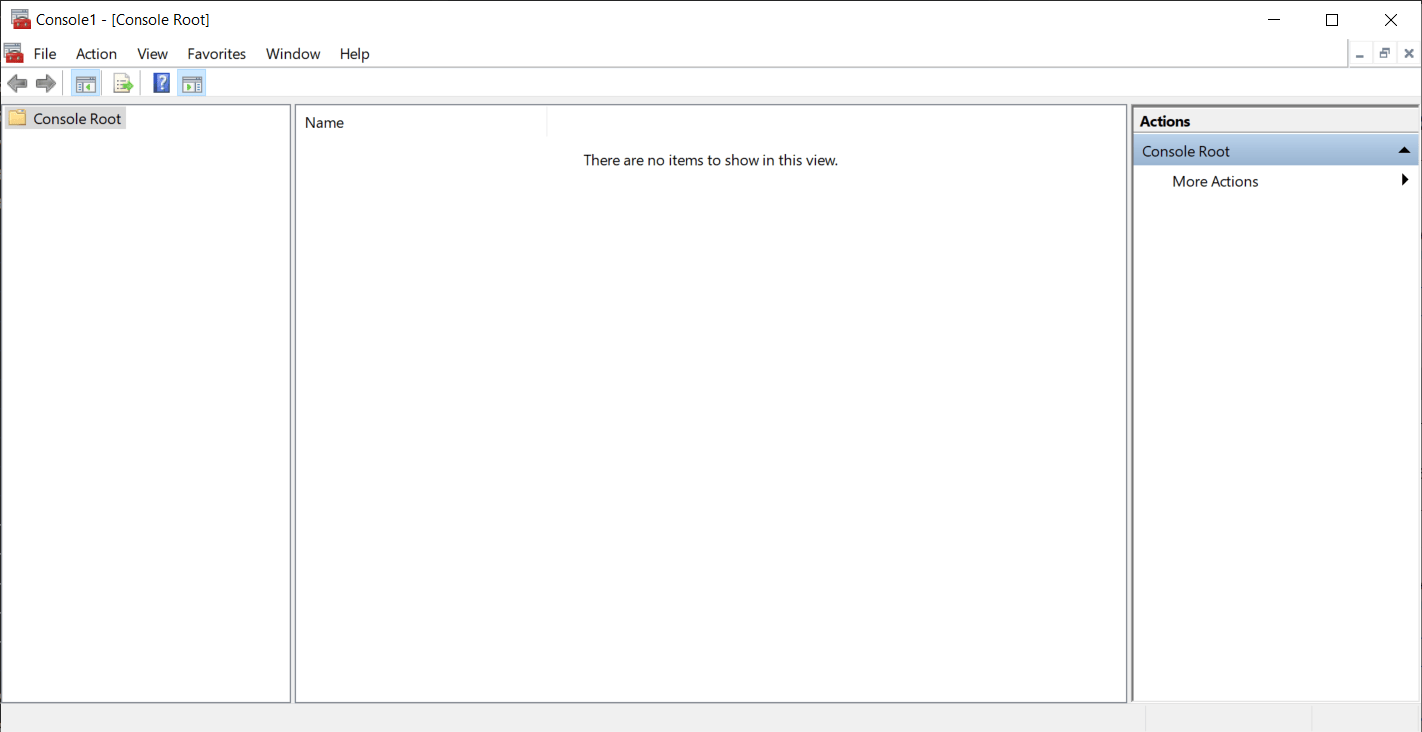 Console1 - [Console Root]
File Action View Favorites Window Help
Console Root
Name
There are no items to show in this view.
Actions
Console Root
More Actions